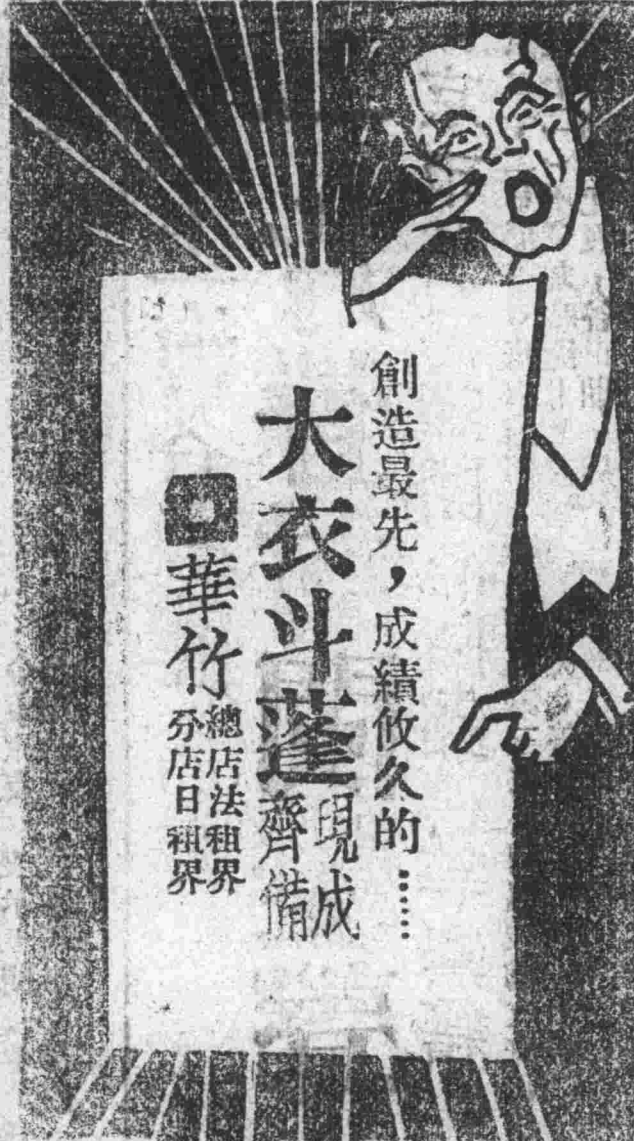 創造最先，成績攸久的……
大衣斗蓬
現成
齊備
華竹
總店法租界
分店日租界